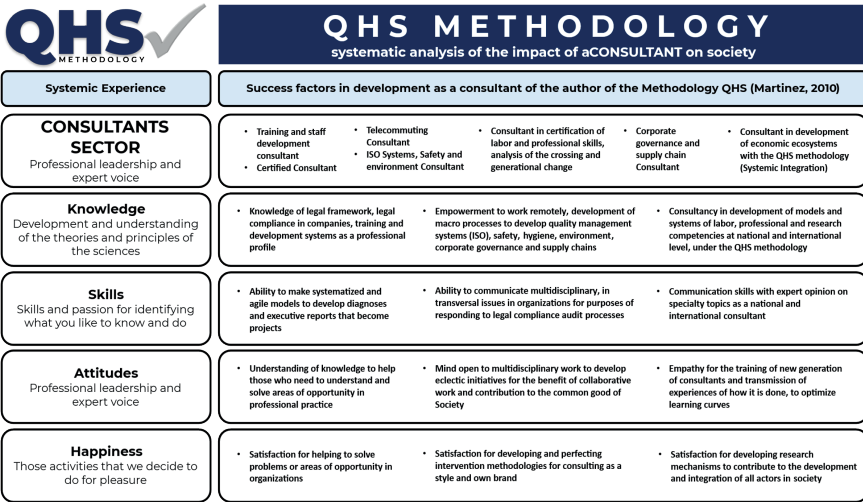 QHS
METHODOLOGY
QHS METHODOLOGY
systematic analysis of the impact of aCONSULTANT on society
Systemic Experience
Success factors in development as a consultant of the author of the Methodology QHS (Martinez, 2010)
CONSULTANTS
SECTOR
Professional leadership and
expert voice
• Training and staff
development
consultant
• Certified Consultant
• Telecommuting
Consultant
• ISO Systems, Safety and
environment Consultant
• Consultant in certification of
labor and professional skills,
analysis of the crossing and
generational change
• Corporate
governance and
supply chain
Consultant
• Consultant in development
of economic ecosystems
with the QHS methodology
(Systemic Integration)
Knowledge
Development and understanding
of the theories and principles of
the sciences
• Knowledge of legal framework, legal
compliance in companies, training and
development systems as a professional
profile
• Empowerment to work remotely, development of
macro processes to develop quality management
systems (ISO), safety, hygiene, environment,
corporate governance and supply chains
• Consultancy in development of models and
systems of labor, professional and research
competencies at national and international
level, under the QHS methodology
Skills
Skills and passion for identifying
what you like to know and do
• Ability to make systematized and
agile models to develop diagnoses
and executive reports that become
projects
• Ability to communicate multidisciplinary, in
transversal issues in organizations for purposes of
responding to legal compliance audit processes
• Communication skills with expert opinion on
specialty topics as a national and
international consultant
Attitudes
Professional leadership and
expert voice
• Understanding of knowledge to help
those who need to understand and
solve areas of opportunity in
professional practice
• Mind open to multidisciplinary work to develop
eclectic initiatives for the benefit of collaborative
work and contribution to the common good of
Society
• Empathy for the training of new generation
of consultants and transmission of
experiences of how it is done, to optimize
learning curves
Happiness
Those activities that we decide to
do for pleasure
• Satisfaction for helping to solve
problems or areas of opportunity in
organizations
• Satisfaction for developing and perfecting
intervention methodologies for consulting as a
style and own brand
• Satisfaction for developing research
mechanisms to contribute to the development
and integration of all actors in society